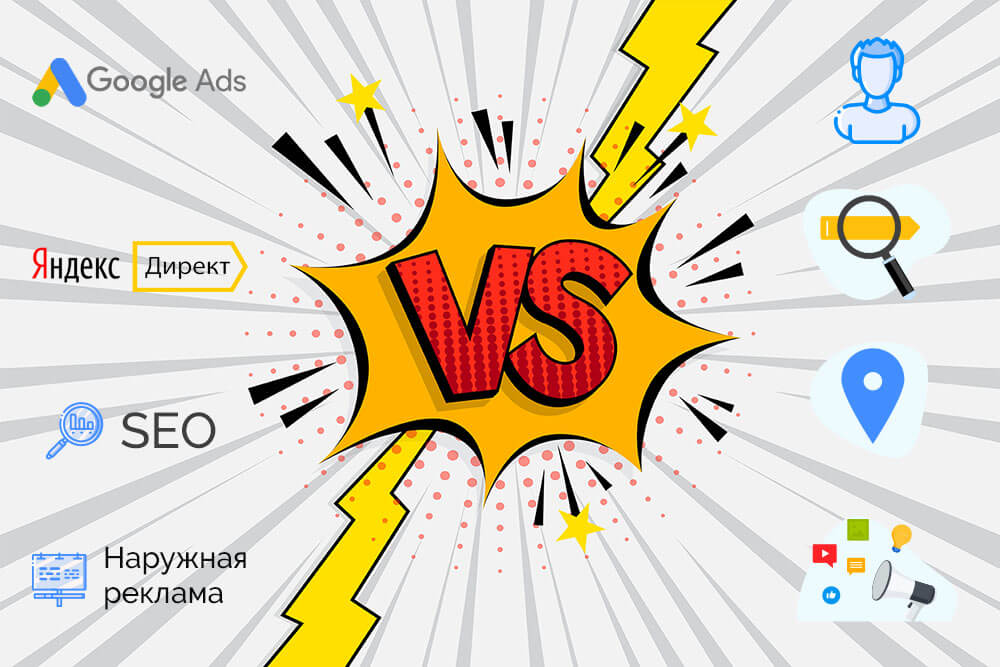 Google Ads
VS
Яндекс Директ
SEO
Наружная
реклама